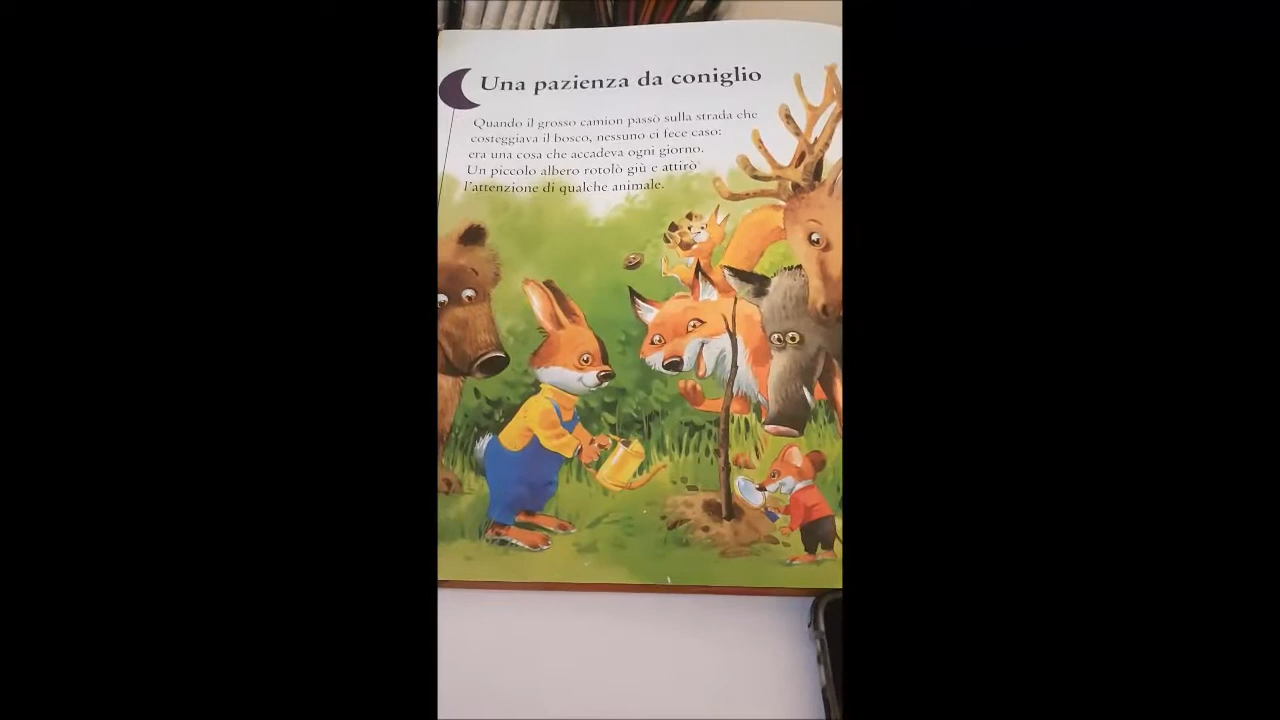 Una pazienza da coniglio
Quando il grosso camion passò sulla strada che
costeggiava il bosco, nessuno ci fece caso:
era una cosa che accadeva ogni giorno.
Un piccolo albero rotolò giù e attirò
l'attenzione di qualche animale.